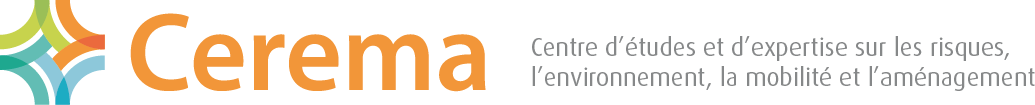 Cerema
Centre d’études et d’expertise sur les risques,
l’environnement, la mobilité et l’aménagement